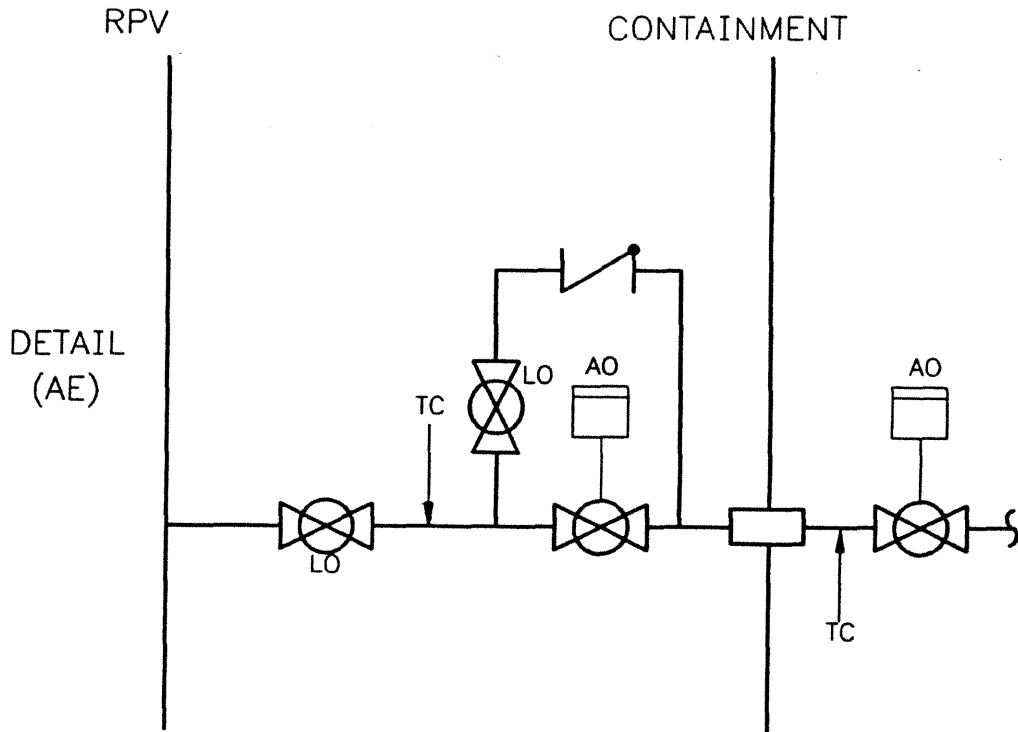 RPV
CONTAINMENT
DETAIL
(AE)
LO
AO
AO
TC
LO
TC